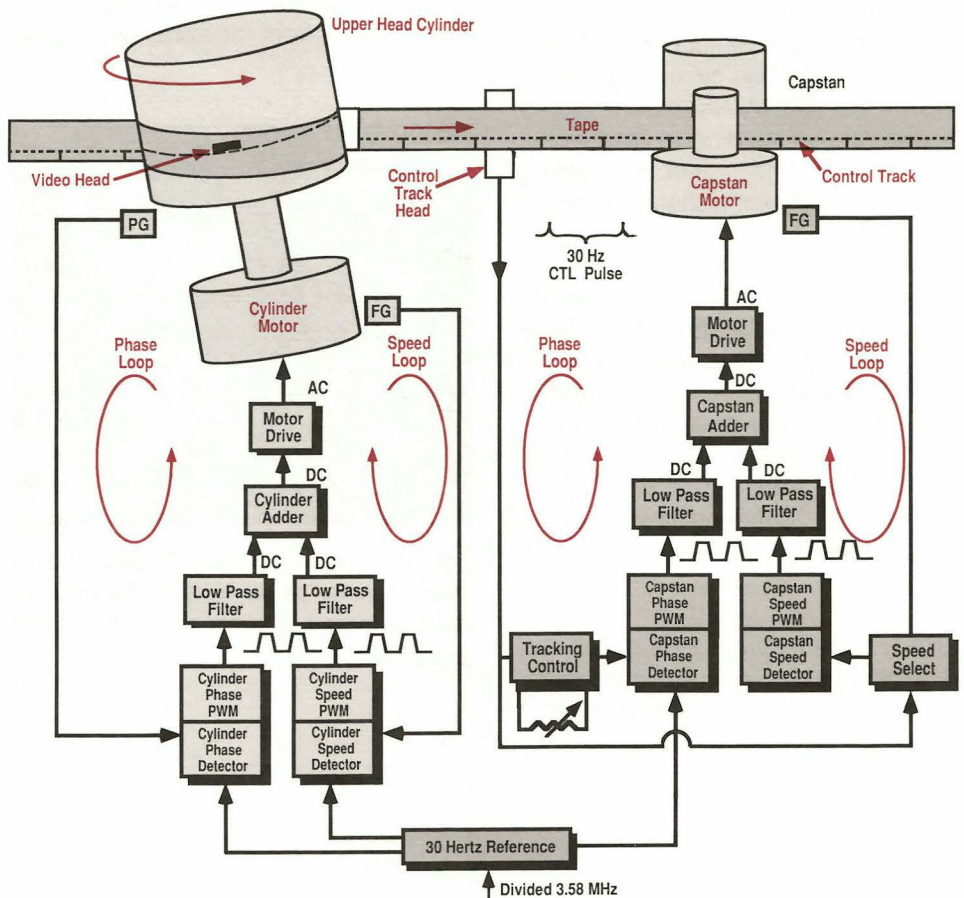 Upper Head Cylinder
Capstan
Tape
Video Head
Control
Track
Head
Capstan
Motor
Control Track
PG
FG
30 Hz
CTL Pulse
Cylinder
Motor
FG
AC
Motor
Drive
Phase
Loop
Speed
Loop
Phase
Loop
Speed
Loop
DC
Capstan
Adder
AC
Motor
Drive
DC
Cylinder
Adder
DC
DC
Low Pass
Filter
Low Pass
Filter
DC
DC
Low Pass
Filter
Low Pass
Filter
Capstan
Phase
PWM
Capstan
Phase
Detector
Capstan
Speed
PWM
Capstan
Speed
Detector
Tracking
Control
Speed
Select
Cylinder
Phase
PWM
Cylinder
Phase
Detector
Cylinder
Speed
PWM
Cylinder
Speed
Detector
30 Hertz Reference
Divided 3.58 MHz